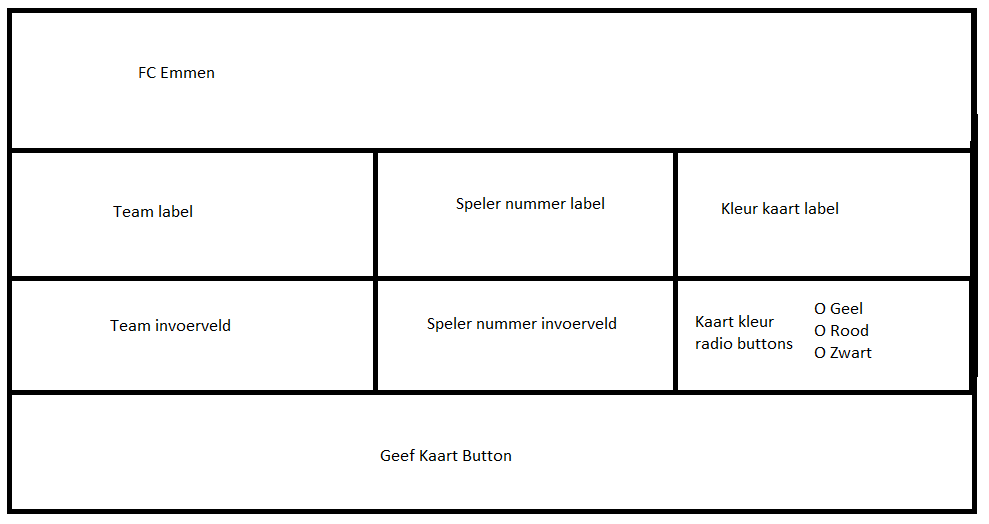 FC Emmen
Team label
Speler nummer label
Kleur kaart label
Team invoerveld
Speler nummer invoerveld
Kaart kleur
radio buttons
O Geel
O Rood
O Zwart
Geef Kaart Button